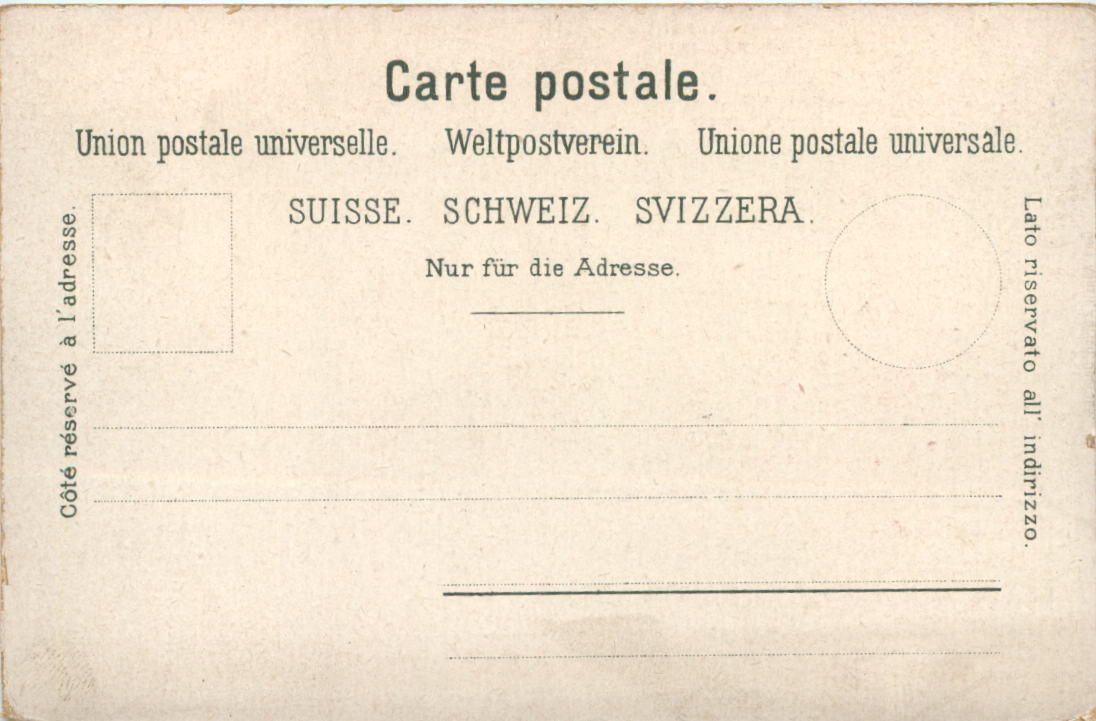 Carte postale.
Union postale universelle. Weltpostverein. Unione postale universale.
SUISSE. SCHWEIZ. SVIZZERA.
Nur für die Adresse.
Côté réservé à l'adresse.
Lato riservato all' indirizzo.